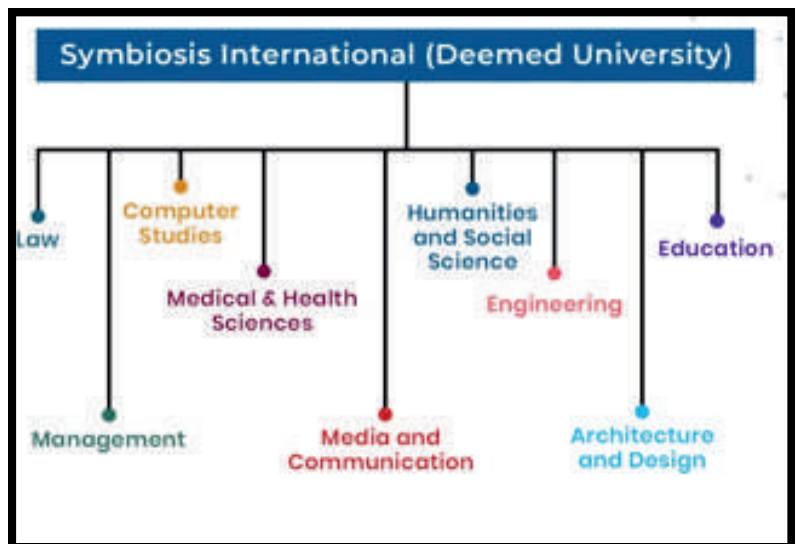 Symbiosis International (Deemed University)
Law
Management
Computer
Studies
Medical & Health
Sciences
Media and
Communication
Humanities
and Social
Science
Engineering
Architecture
and Design
Education